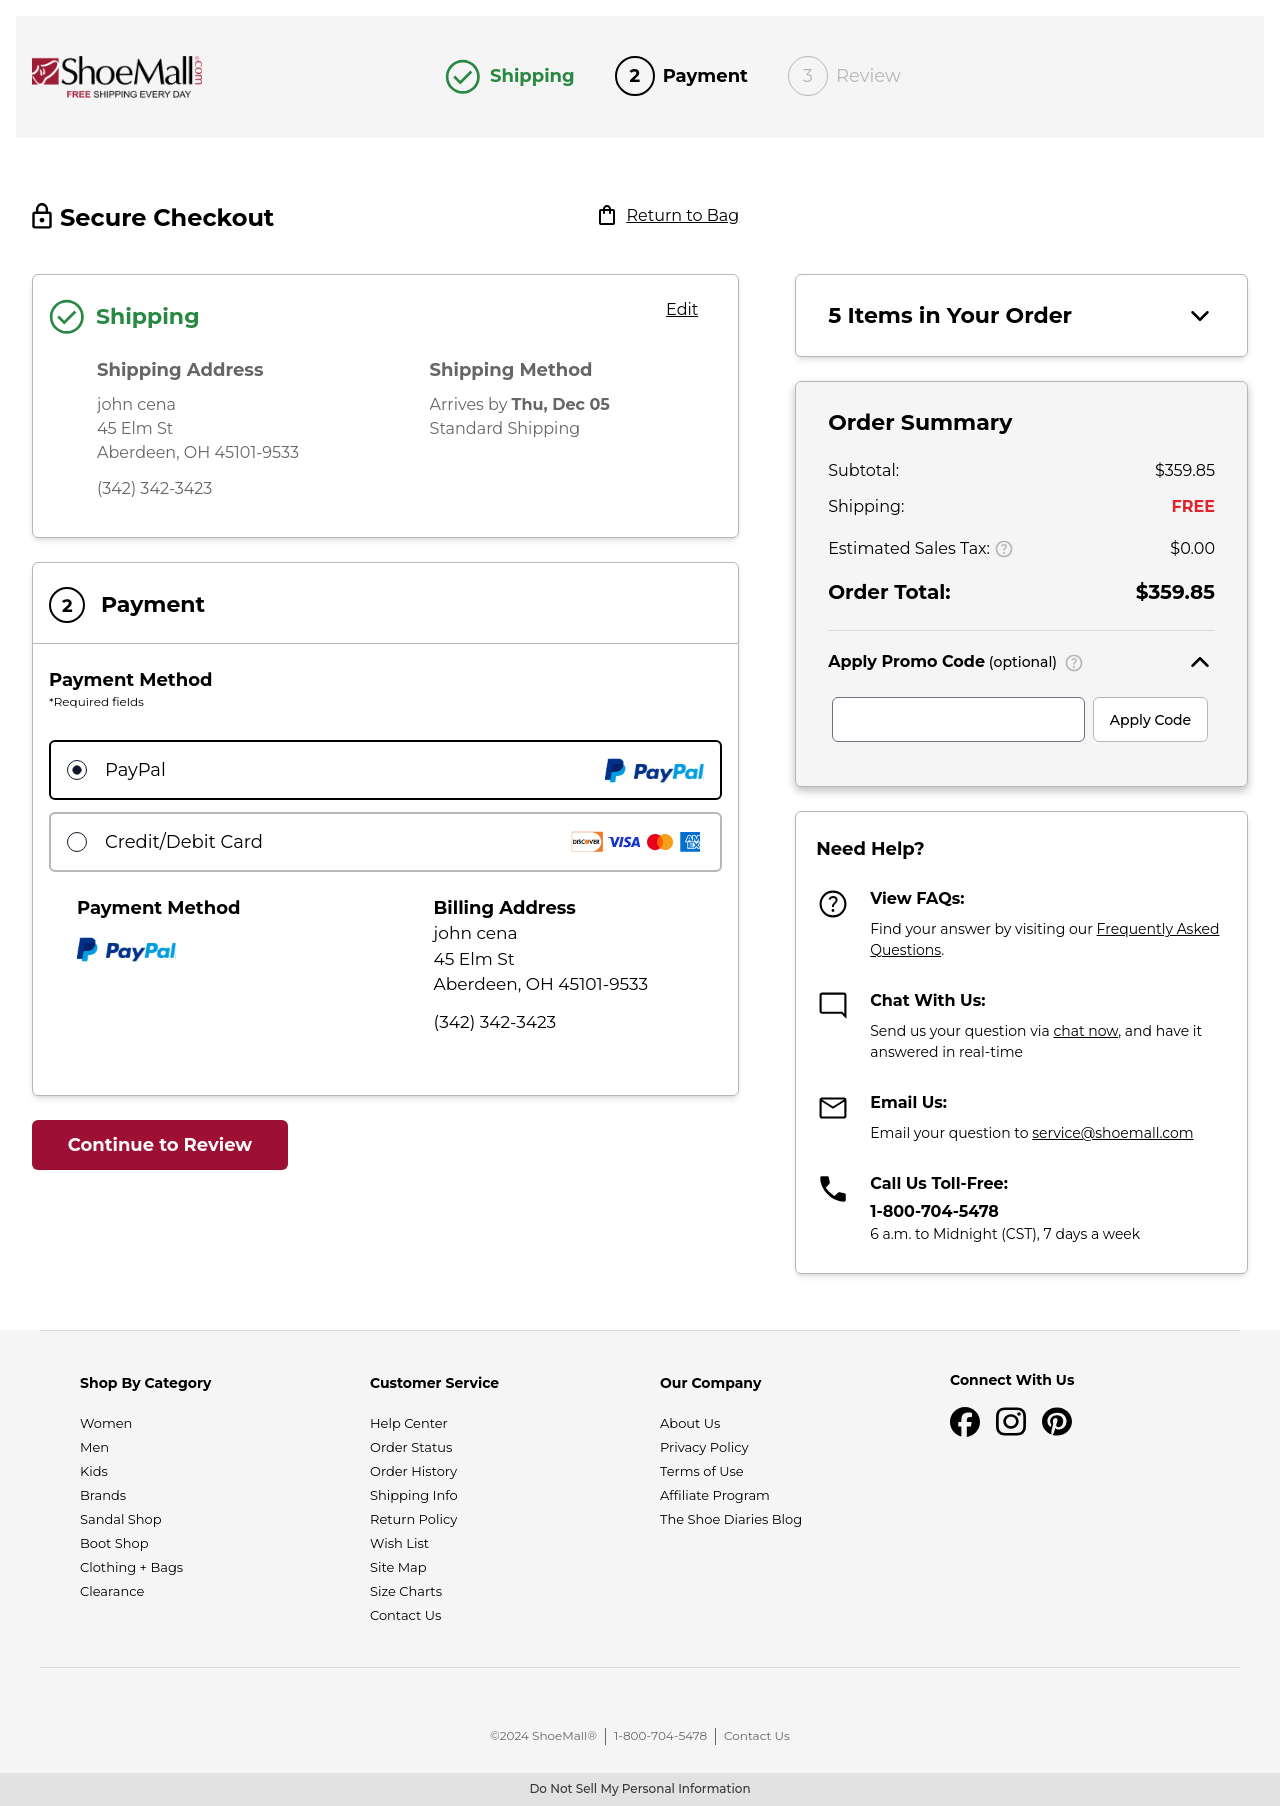 ShoeMall.com
FREE SHIPPING EVERY DAY
Shipping
2 Payment
3 Review
Secure Checkout
Return to Bag
Shipping
Edit
Shipping Address
john cena
45 Elm St
Aberdeen, OH 45101-9533
(342) 342-3423
Shipping Method
Arrives by Thu, Dec 05
Standard Shipping
2 Payment
Payment Method
*Required fields
PayPal
PayPal
Credit/Debit Card
DISCOVER VISA AMEX
Payment Method
PayPal
Billing Address
john cena
45 Elm St
Aberdeen, OH 45101-9533
(342) 342-3423
Continue to Review
5 Items in Your Order
Order Summary
Subtotal: $359.85
Shipping: FREE
Estimated Sales Tax: ? $0.00
Order Total: $359.85
Apply Promo Code (optional) ?
Apply Code
Need Help?
View FAQs:
Find your answer by visiting our Frequently Asked
Questions.
Chat With Us:
Send us your question via chat now, and have it
answered in real-time
Email Us:
Email your question to service@shoemall.com
Call Us Toll-Free:
1-800-704-5478
6 a.m. to Midnight (CST), 7 days a week
Shop By Category
Women
Men
Kids
Brands
Sandal Shop
Boot Shop
Clothing + Bags
Clearance
Customer Service
Help Center
Order Status
Order History
Shipping Info
Return Policy
Wish List
Site Map
Size Charts
Contact Us
Our Company
About Us
Privacy Policy
Terms of Use
Affiliate Program
The Shoe Diaries Blog
Connect With Us
©2024 ShoeMall® | 1-800-704-5478 | Contact Us
Do Not Sell My Personal Information